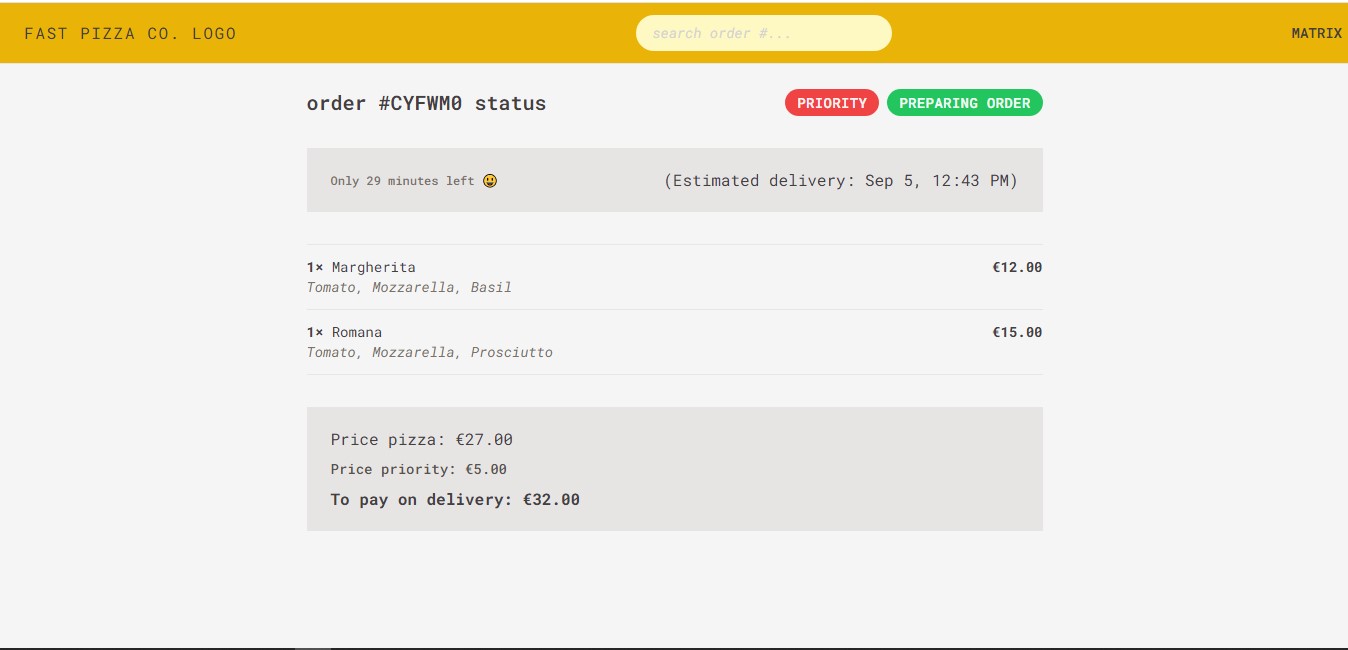 FAST PIZZA CO. LOGO
search order #...
MATRIX
order #CYFWM0 status
PRIORITY
PREPARING ORDER
Only 29 minutes left 😀
(Estimated delivery: Sep 5, 12:43 PM)
1× Margherita
€12.00
Tomato, Mozzarella, Basil
1× Romana
€15.00
Tomato, Mozzarella, Prosciutto
Price pizza: €27.00
Price priority: €5.00
To pay on delivery: €32.00